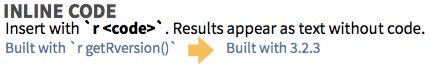 INLINE CODE
Insert with `r <code>`. Results appear as text without code.
Built with `r getRversion()` Built with 3.2.3